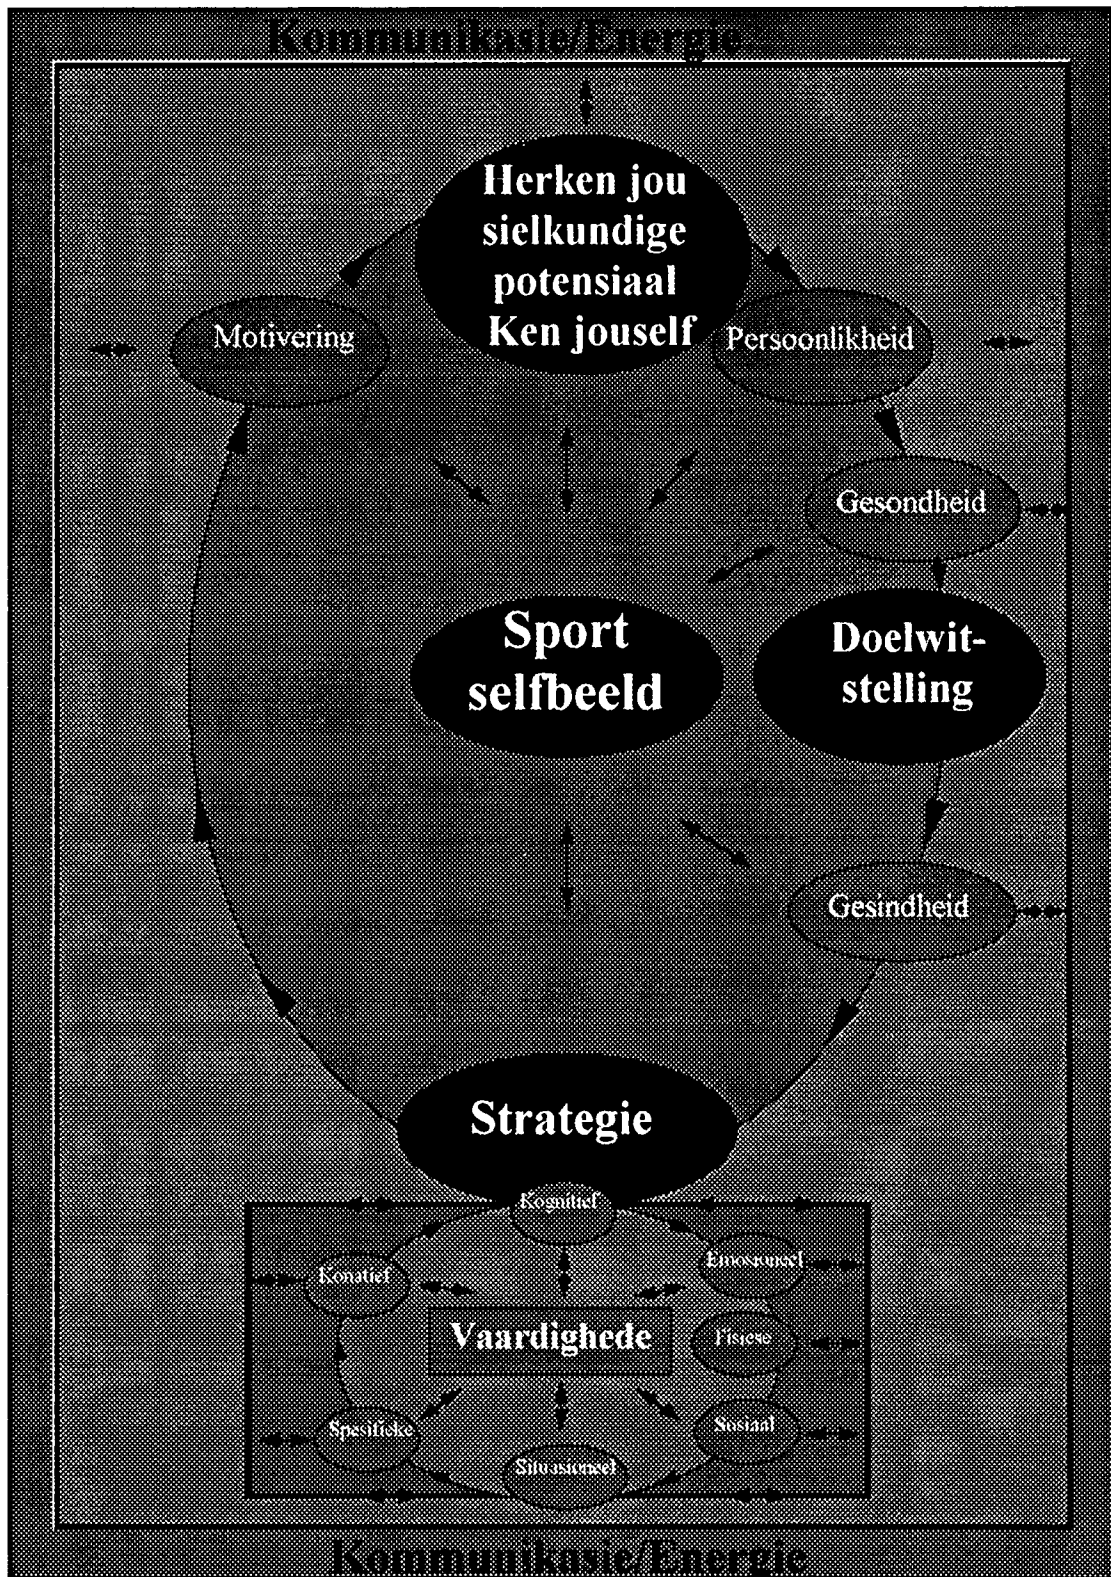 Kommunikasie/Energie
Herken jou
sielkundige
potensiaal
Ken jouself
Motivering
Persoonlikheid
Gesondheid
Sport
selfbeeld
Doelwit-
stelling
Gesindheid
Strategie
Kognitief
Emosioneel
Konatief
Vaardighede
Fisiese
Spesifieke
Sosiaal
Situasioneel
Kommunikasie/Energie